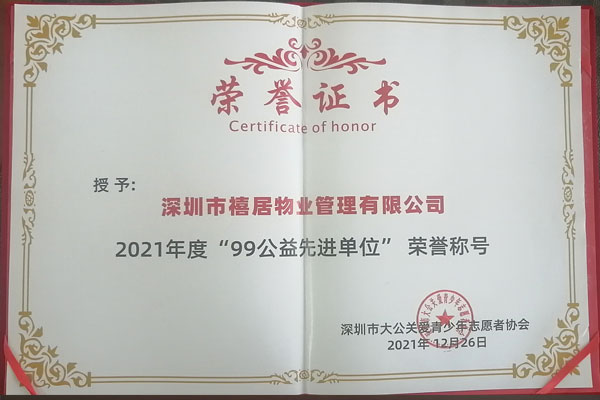 荣誉证书
Certificate of honor
授予:
深圳市禧居物业管理有限公司
2021年度“99公益先进单位” 荣誉称号
深圳市大公关爱青少年志愿者协会
2021年 12月26日